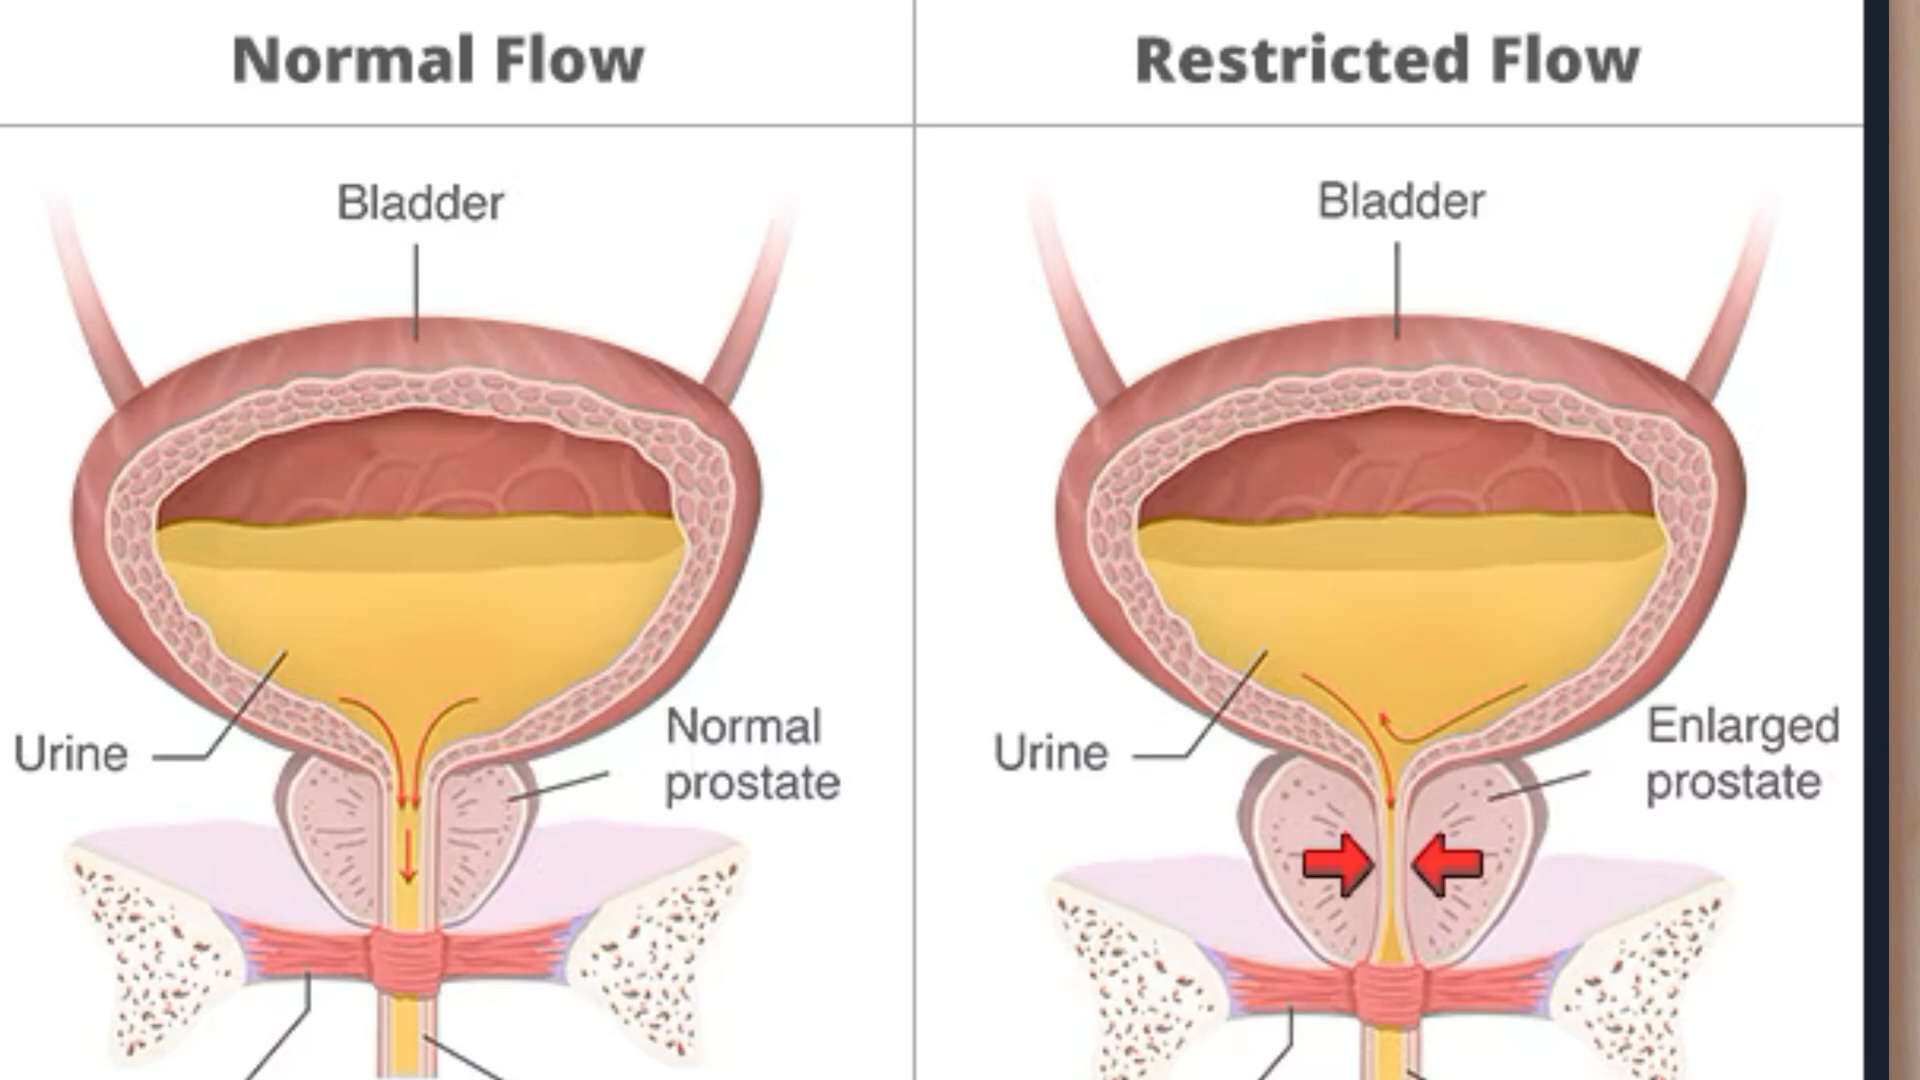 Normal Flow
Restricted Flow
Bladder
Urine
Normal
prostate
Bladder
Urine
Enlarged
prostate